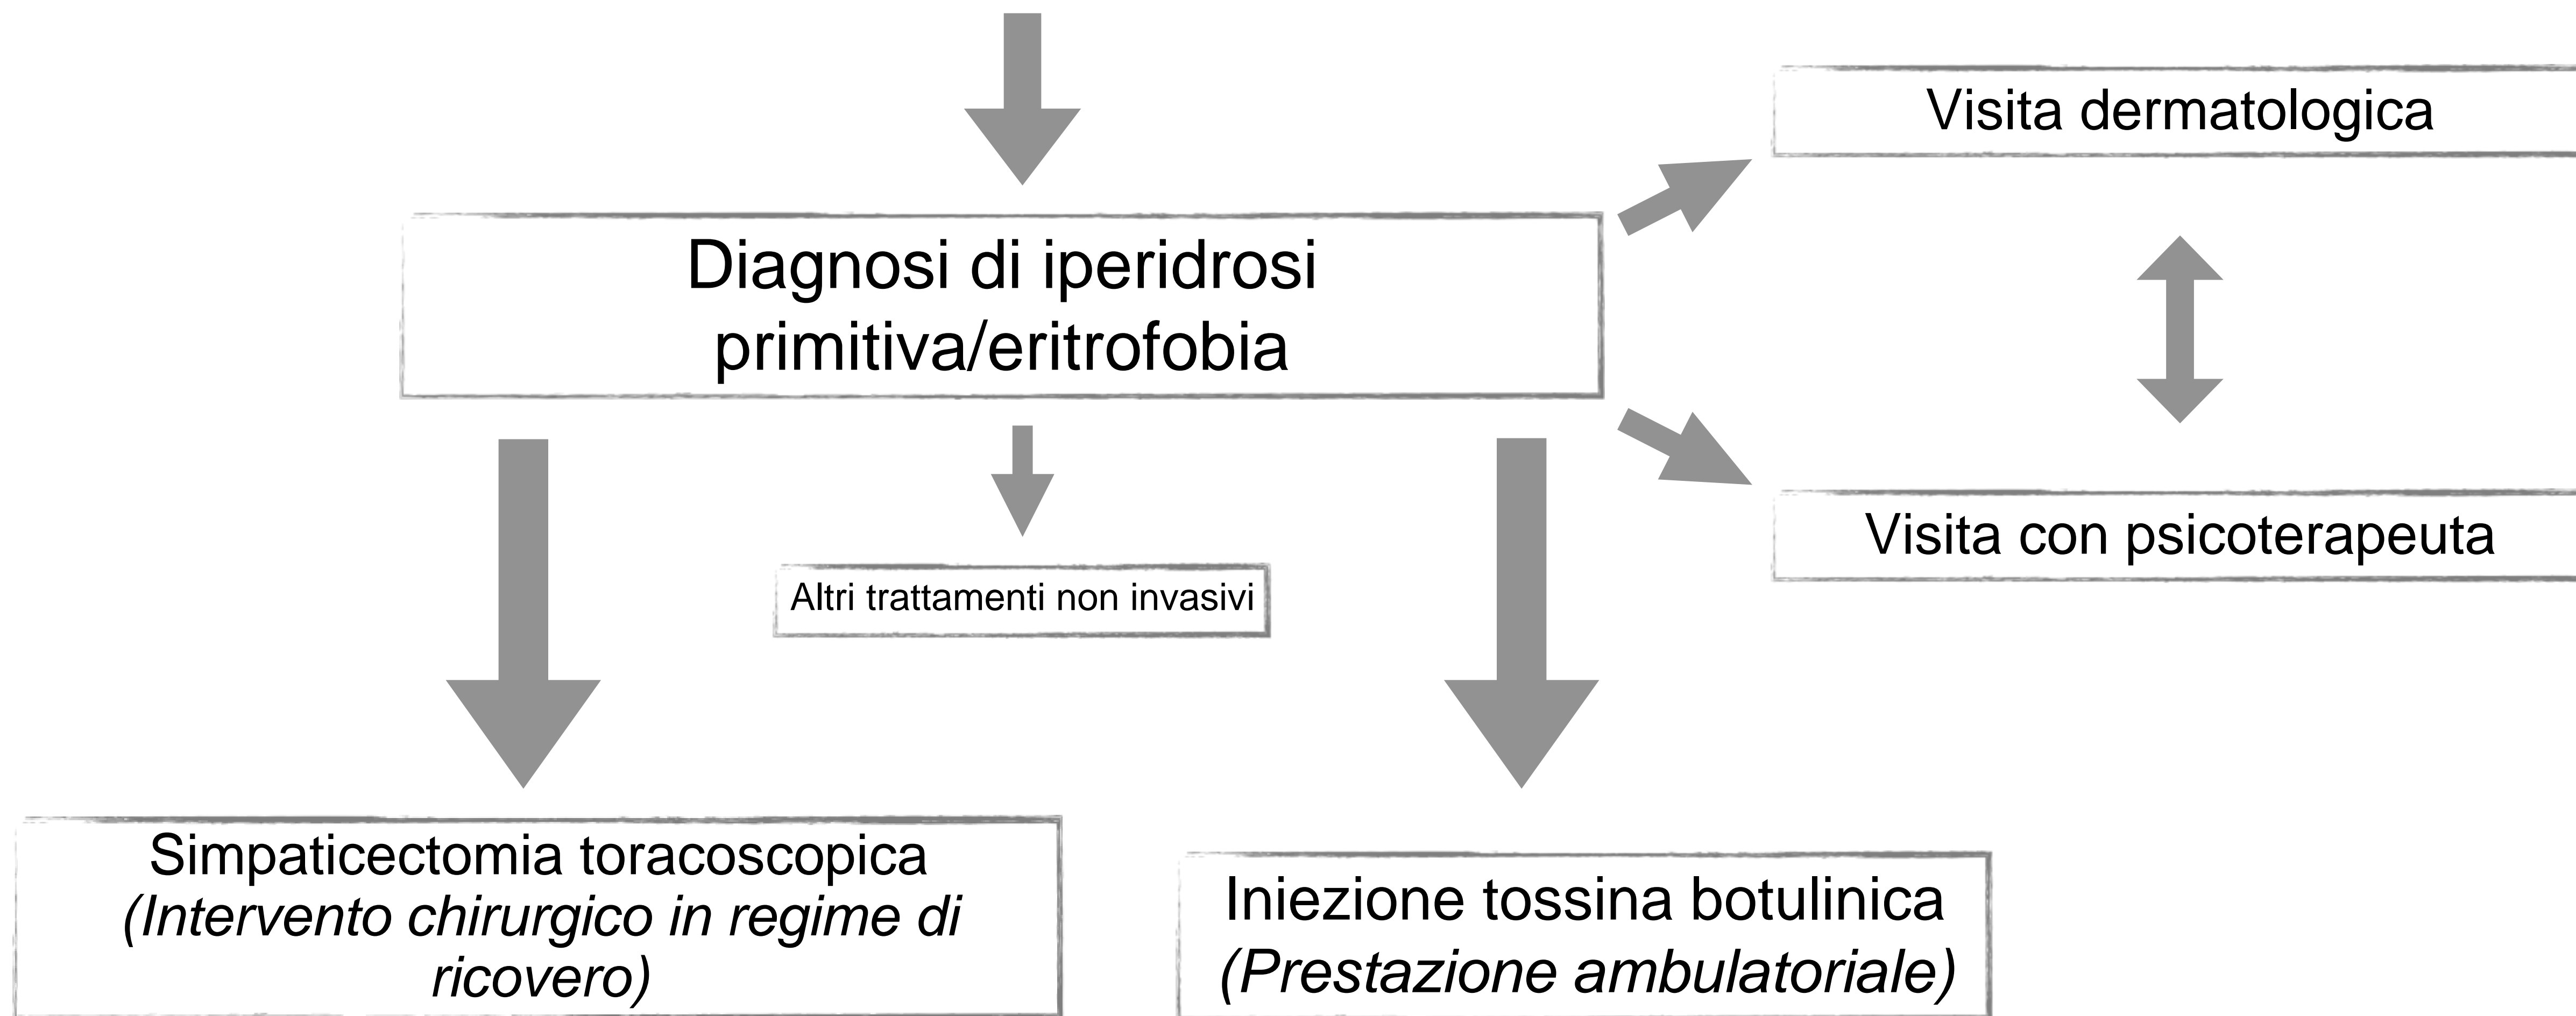 Visita dermatologica
Diagnosi di iperidrosi
primitiva/eritrofobia
Visita con psicoterapeuta
Altri trattamenti non invasivi
Simpaticectomia toracoscopica
(Intervento chirurgico in regime di
ricovero)
Iniezione tossina botulinica
(Prestazione ambulatoriale)